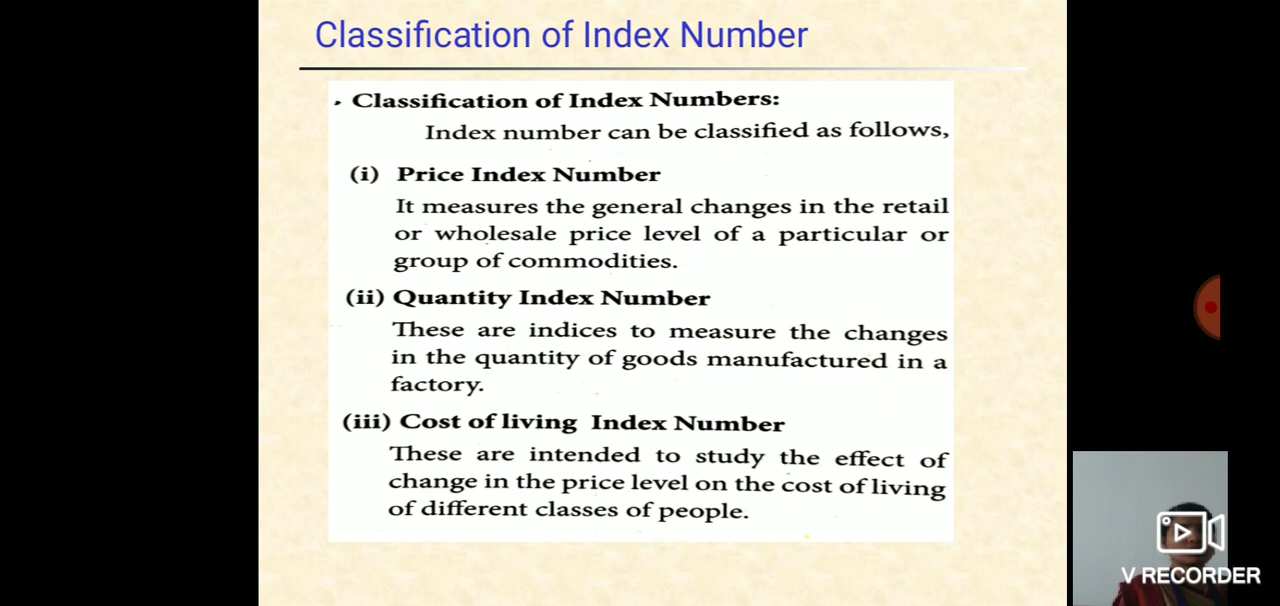 Classification of Index Number
• Classification of Index Numbers:
Index number can be classified as follows,
(i) Price Index Number
It measures the general changes in the retail
or wholesale price level of a particular or
group of commodities.
(ii) Quantity Index Number
These are indices to measure the changes
in the quantity of goods manufactured in a
factory.
(iii) Cost of living Index Number
These are intended to study the effect of
change in the price level on the cost of living
of different classes of people.
V RECORDER